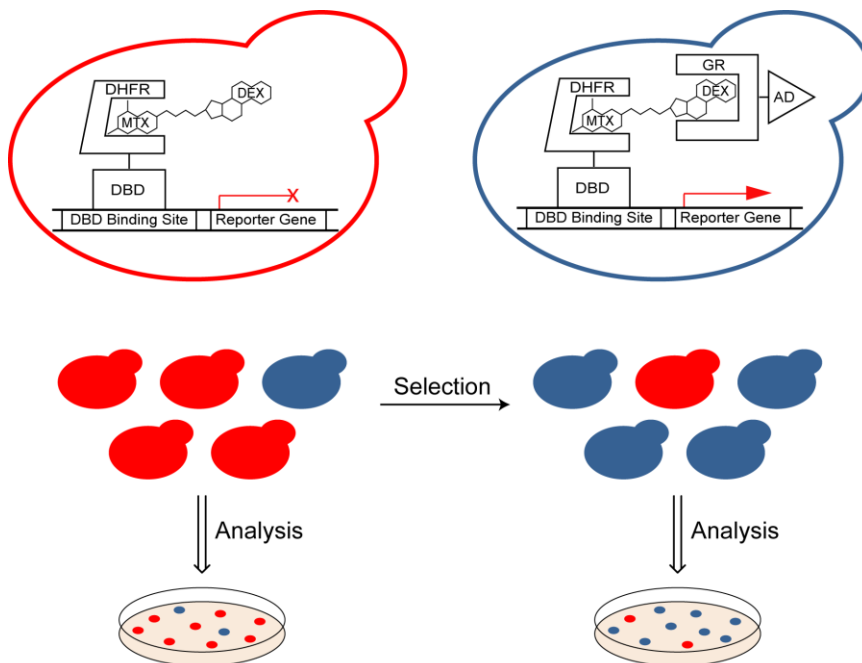 DHFR
MTX
DEX
DBD
X
DBD Binding Site
Reporter Gene
GR
DHFR
MTX
DEX
AD
DBD
DBD Binding Site
Reporter Gene
Selection
Analysis
Analysis